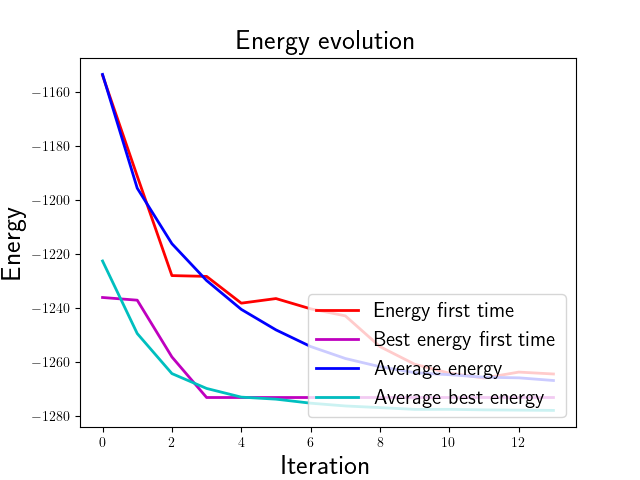 Energy evolution
Energy
−1160
−1180
−1200
−1220
−1240
−1260
−1280
0 2 4 6 8 10 12
Iteration
Energy first time
Best energy first time
Average energy
Average best energy